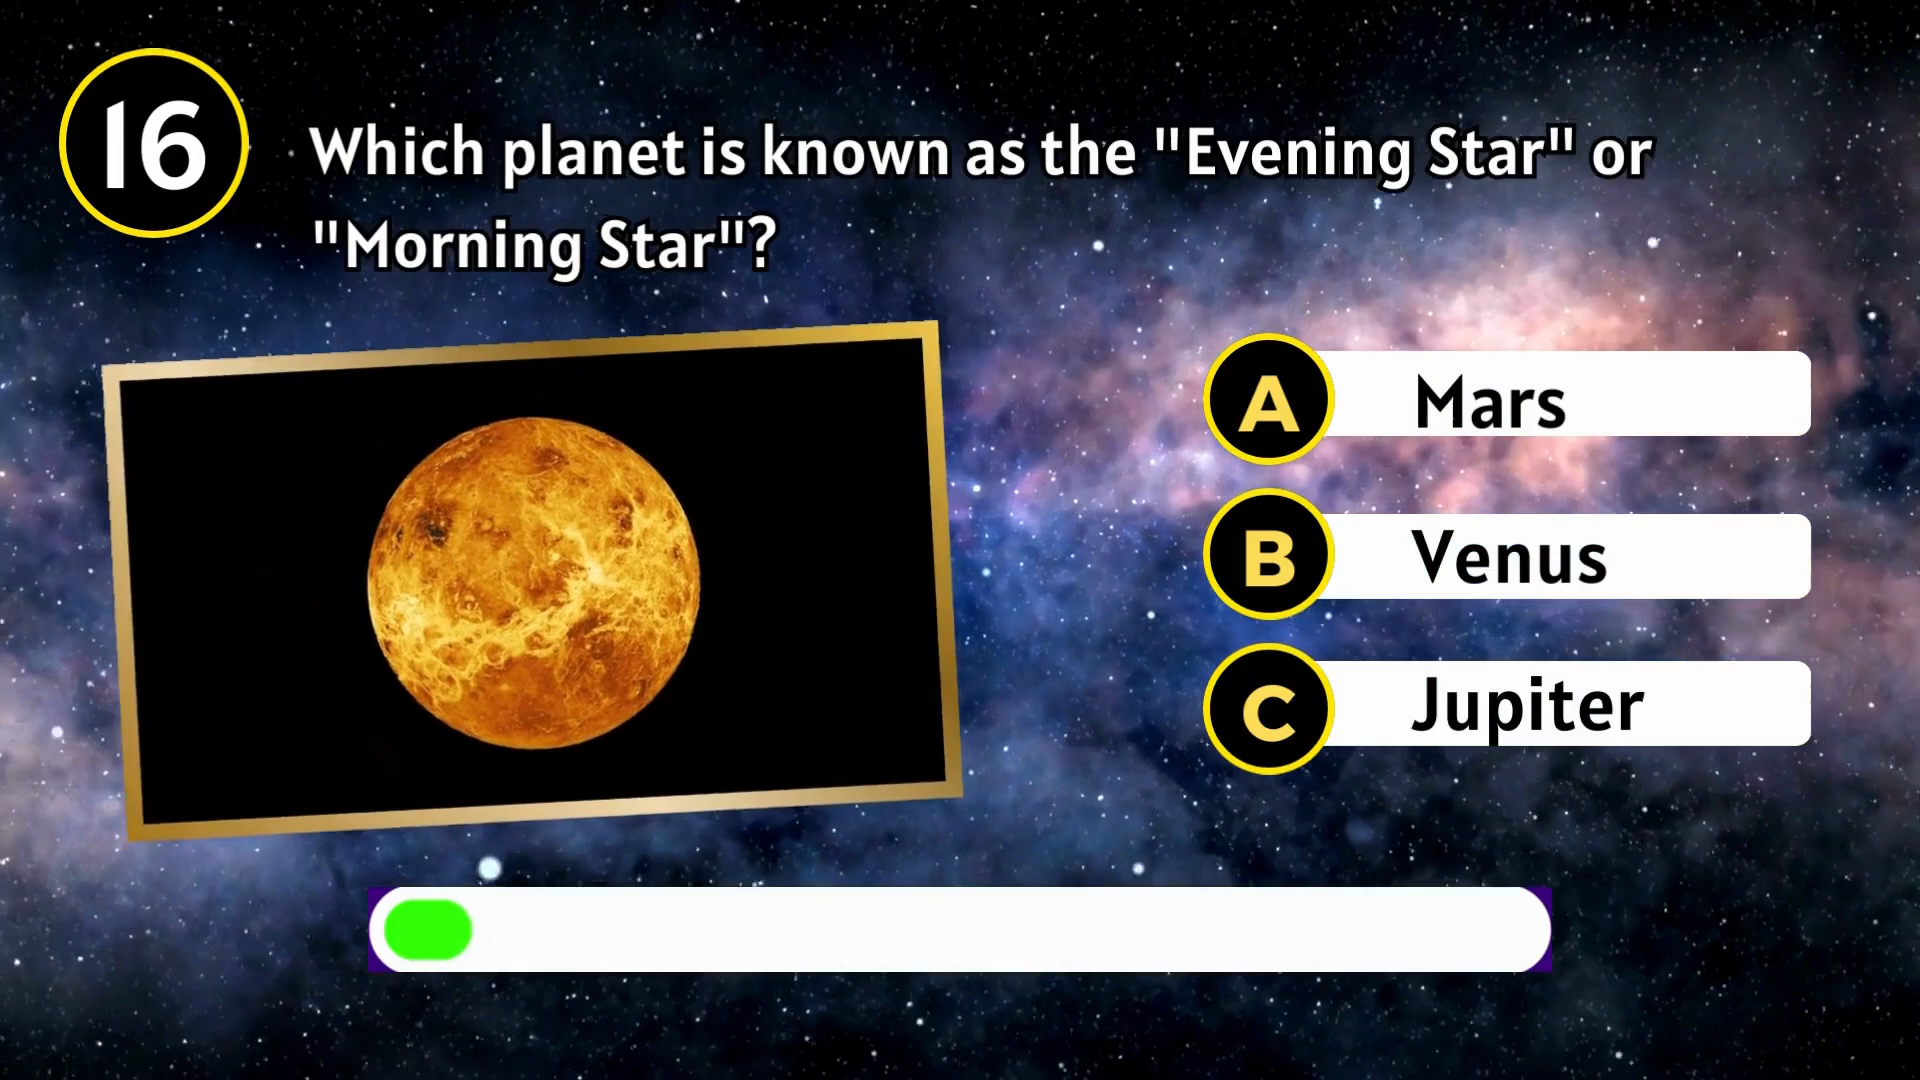 16
Which planet is known as the "Evening Star" or
"Morning Star"?
A Mars
B Venus
C Jupiter